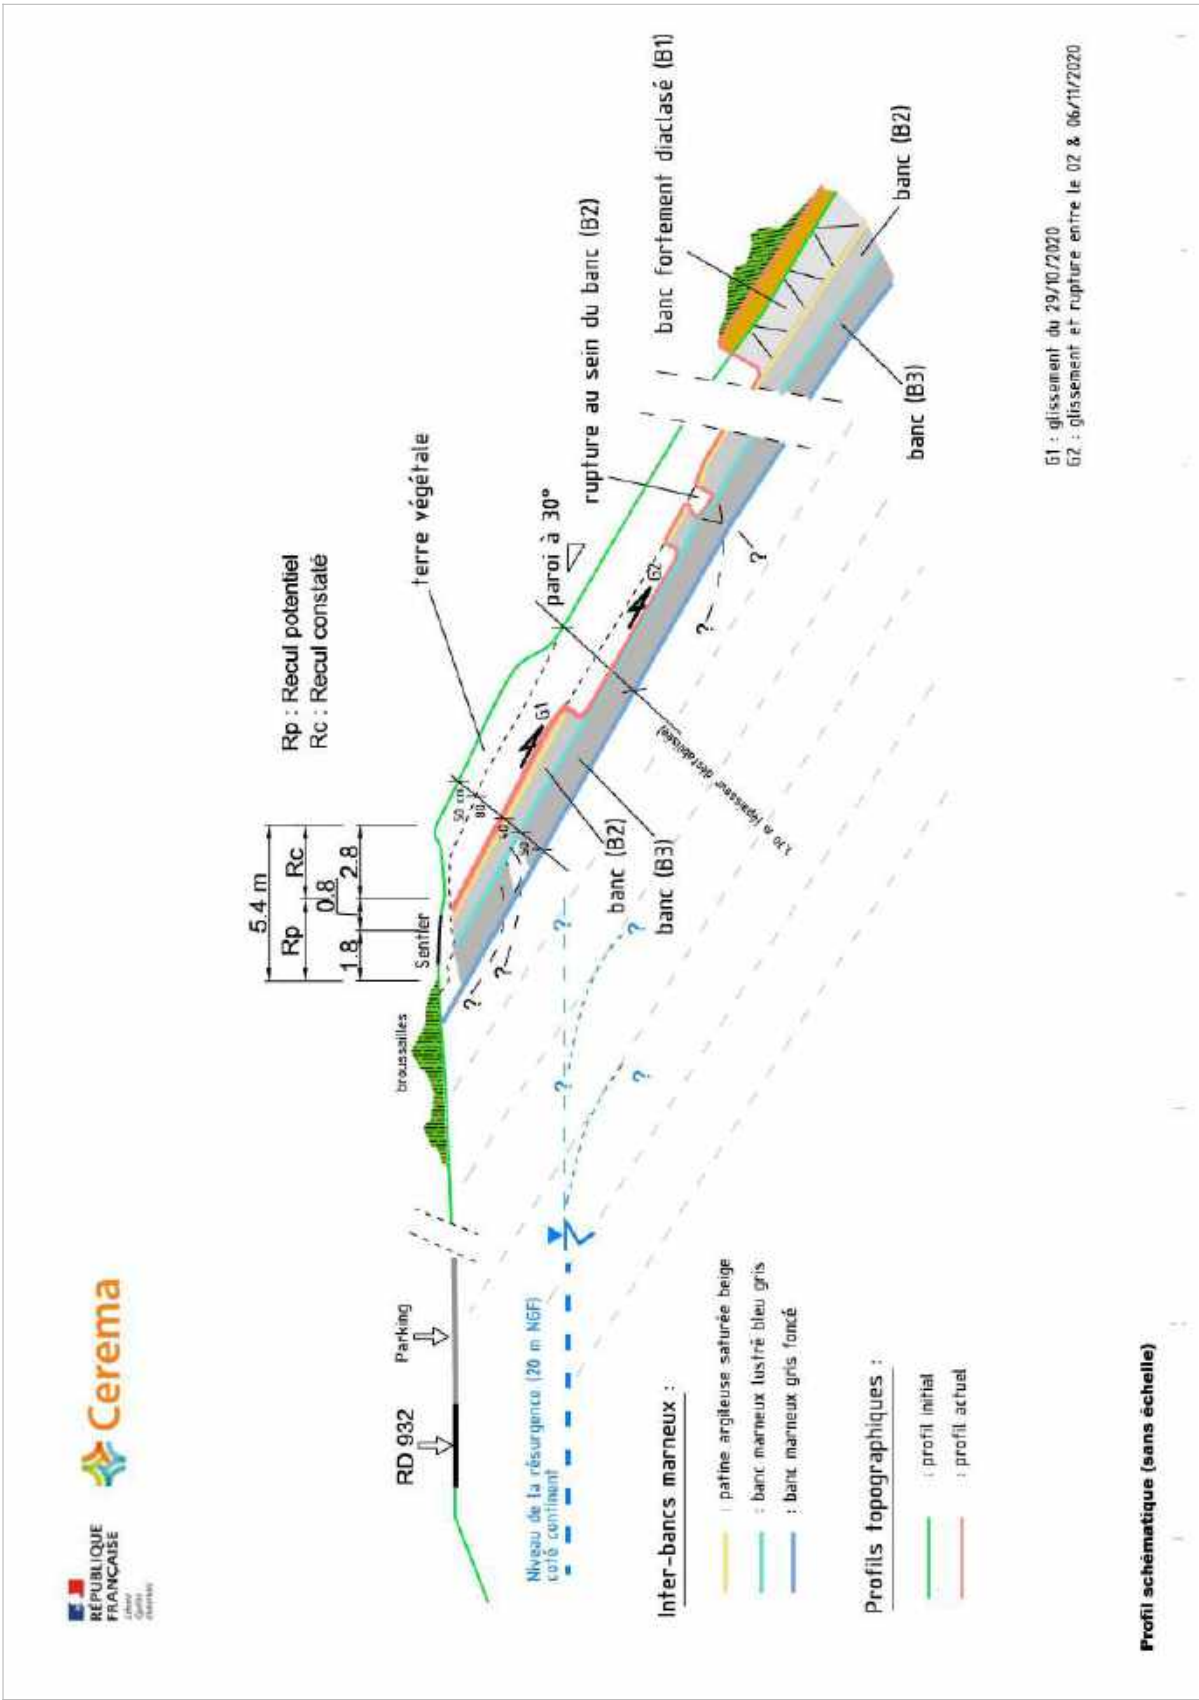 RÉPUBLIQUE
FRANÇAISE
Cerema
5.4 m
Rp
Rc
0.8
1.8
2.8
Rp : Recul potentiel
Rc : Recul constaté
RD 932
Parking
broussailles
Sentier
terre végétale
paroi à 30°
rupture au sein du banc (B2)
banc fortement diaclasé (B1)
50 cm
80
G1
G2
?
?
?
?
Niveau de la résurgence (20 m NGF)
coté continent
?
?
?
?
banc (B2)
banc (B3)
banc (B3)
banc (B2)
Inter-bancs marneux :
: patine argileuse saturée beige
: banc marneux lustré bleu gris
: banc marneux gris foncé
Profils topographiques :
: profil initial
: profil actuel
G1 : glissement du 29/10/2020
G2 : glissement et rupture entre le 02 & 06/11/2020
Profil schématique (sans échelle)